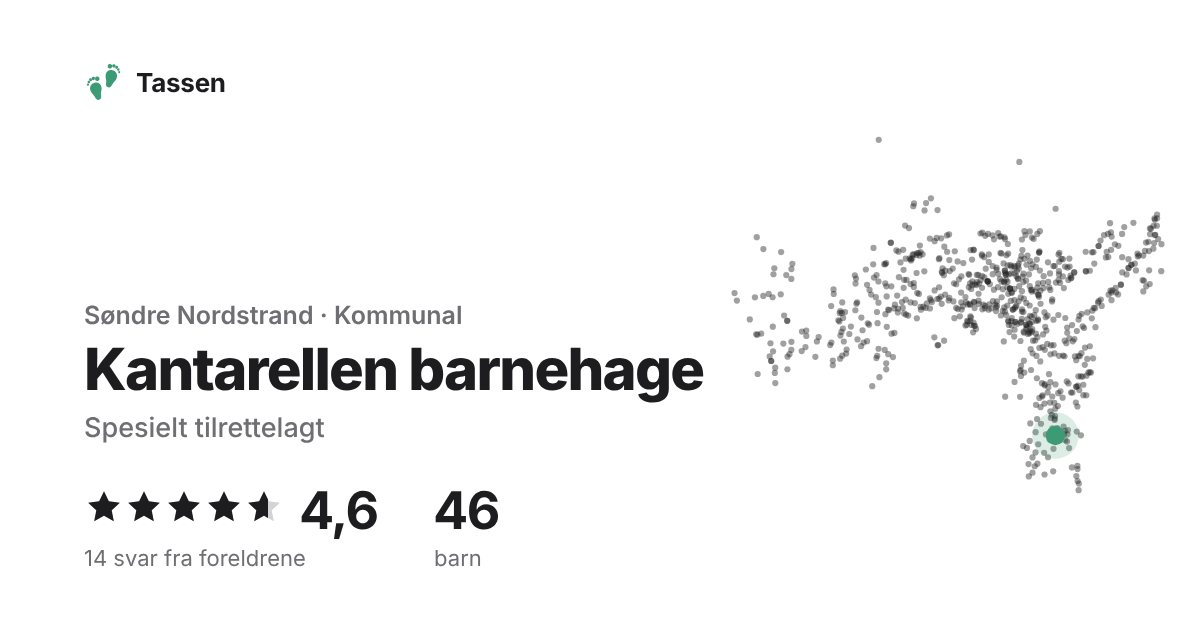 Tassen
Søndre Nordstrand · Kommunal
Kantarellen barnehage
Spesielt tilrettelagt
4,6
14 svar fra foreldrene
46
barn